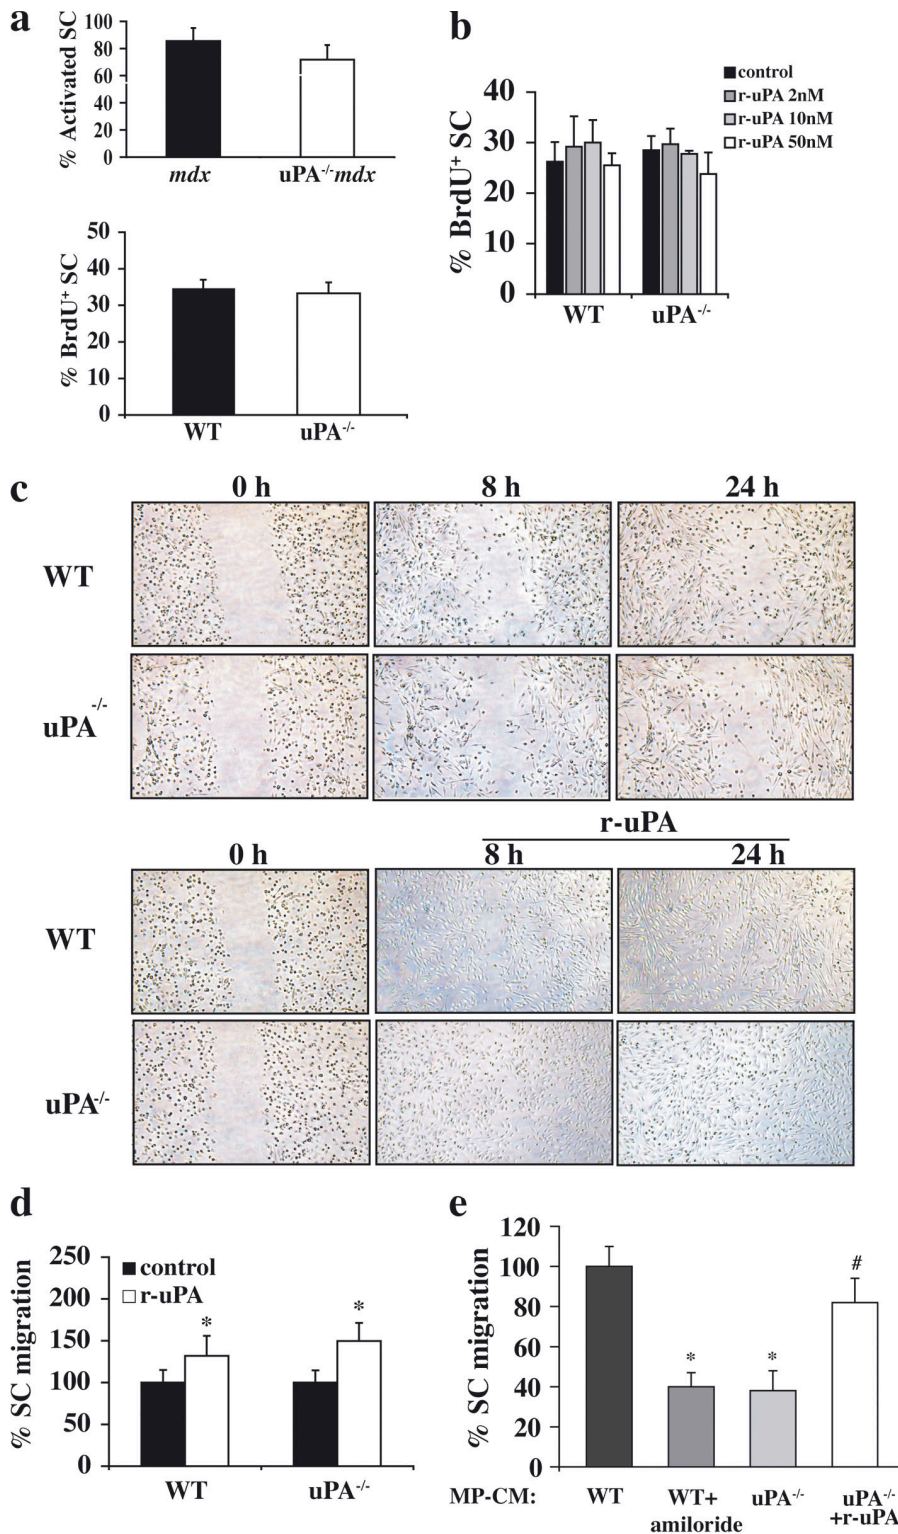 a
% Activated SC
100
80
60
40
20
0
mdx
uPA-/-mdx
% BrdU+ SC
50
40
30
20
10
0
WT
uPA-/-
b
control
r-uPA 2nM
r-uPA 10nM
r-uPA 50nM
% BrdU+ SC
40
30
20
10
0
WT
uPA-/-
c
0 h
8 h
24 h
WT
uPA-/-
r-uPA
0 h
8 h
24 h
WT
uPA-/-
d
% SC migration
250
200
150
100
50
0
control
r-uPA
*
*
WT
uPA-/-
e
% SC migration
120
100
80
60
40
20
0
*
*
#
MP-CM:
WT
WT+
amiloride
uPA-/-
uPA-/-
+r-uPA